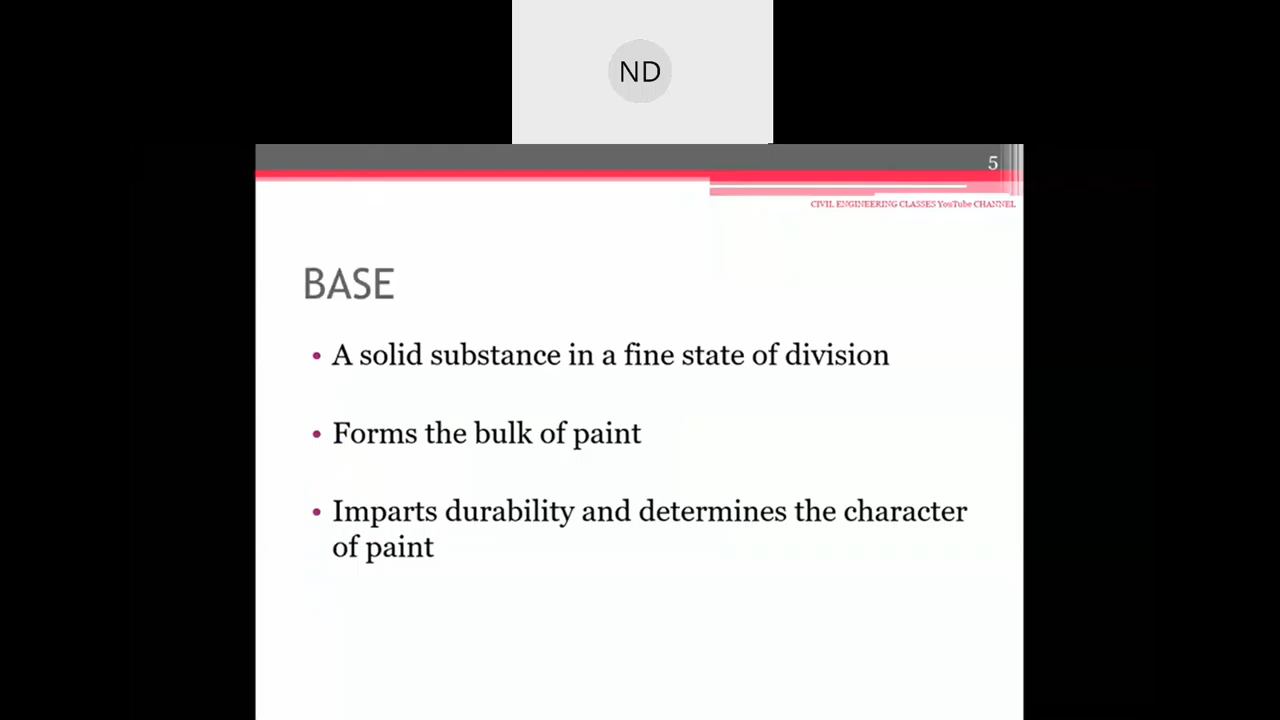 ND
5
CIVIL ENGINEERING CLASSES YouTube CHANNEL
BASE
• A solid substance in a fine state of division
• Forms the bulk of paint
• Imparts durability and determines the character
of paint